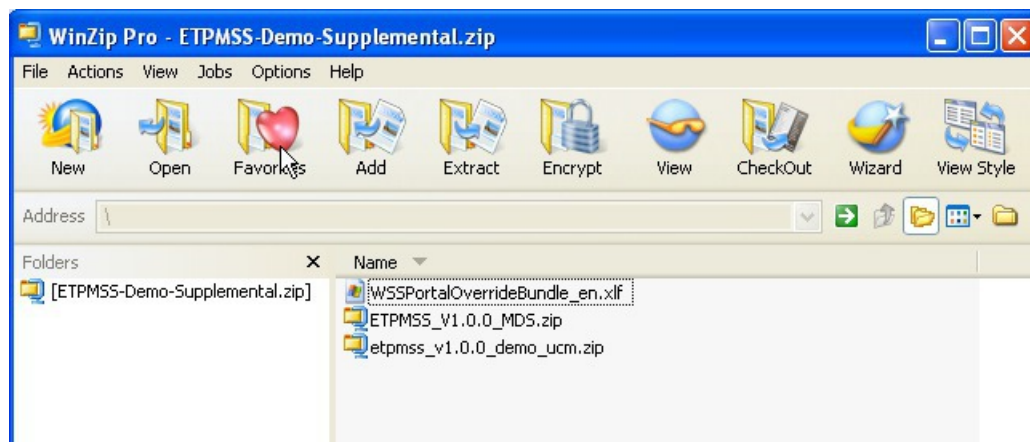 WinZip Pro - ETPMSS-Demo-Supplemental.zip
File Actions View Jobs Options Help
New Open Favorites Add Extract Encrypt View CheckOut Wizard View Style
Address \
Folders Name
[ETPMSS-Demo-Supplemental.zip] WSSPortalOverrideBundle_en.xlf
ETPMSS_V1.0.0_MDS.zip
etpmss_v1.0.0_demo_ucm.zip